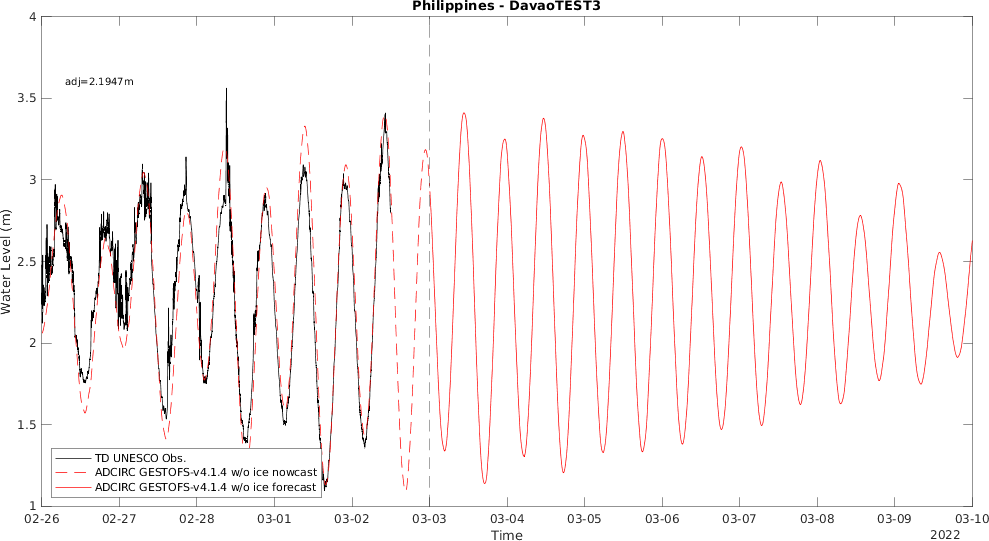 Philippines - DavaoTEST3
4
3.5
3
2.5
2
1.5
1
Water Level (m)
adj=2.1947m
TD UNESCO Obs.
ADCIRC GESTOFS-v4.1.4 w/o ice nowcast
ADCIRC GESTOFS-v4.1.4 w/o ice forecast
02-26 02-27 02-28 03-01 03-02 03-03 03-04 03-05 03-06 03-07 03-08 03-09 03-10
Time
2022